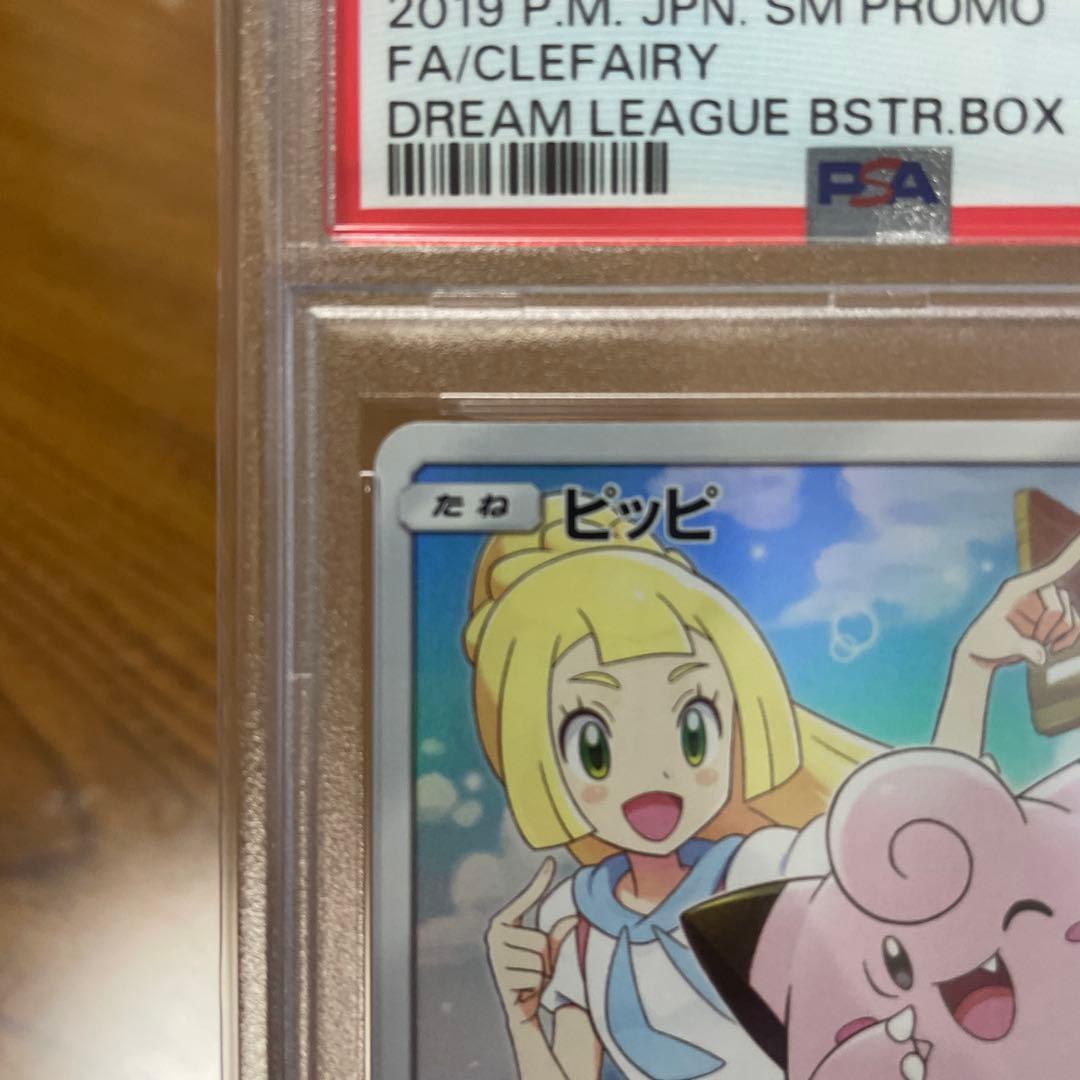 2019 P.M. JPN. SM PROMO
FA/CLEFAIRY
DREAM LEAGUE BSTR.BOX
PSA
たね ピッピ